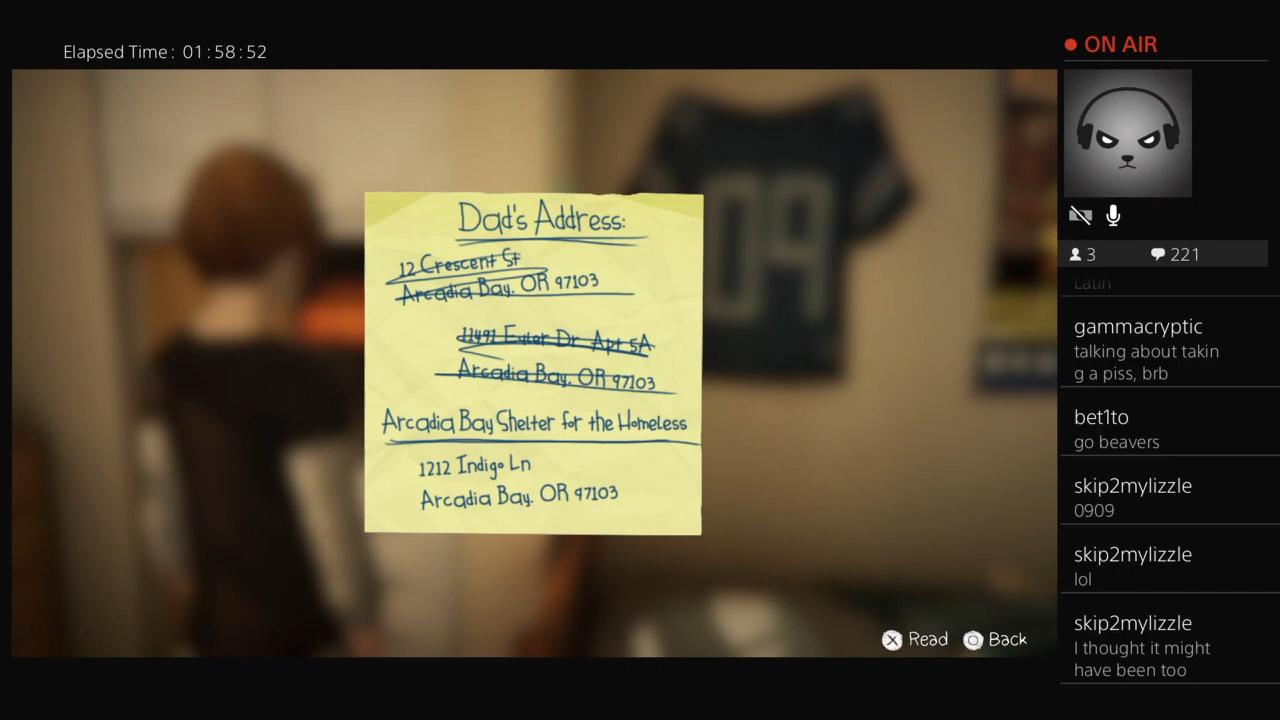 Elapsed Time: 01:58:52
ON AIR
3
221
Latin
gammacryptic
talking about takin
g a piss, brb
bet1to
go beavers
skip2mylizzle
0909
skip2mylizzle
lol
skip2mylizzle
I thought it might
have been too
Dad's Address:
12 Crescent St
Arcadia Bay. OR 97103
11491 Dr Apt 5A
Arcadia Bay. OR 97103
Arcadia Bay Shelter for the Homeless
1212 Indigo Ln
Arcadia Bay. OR 97103
09
Read
Back